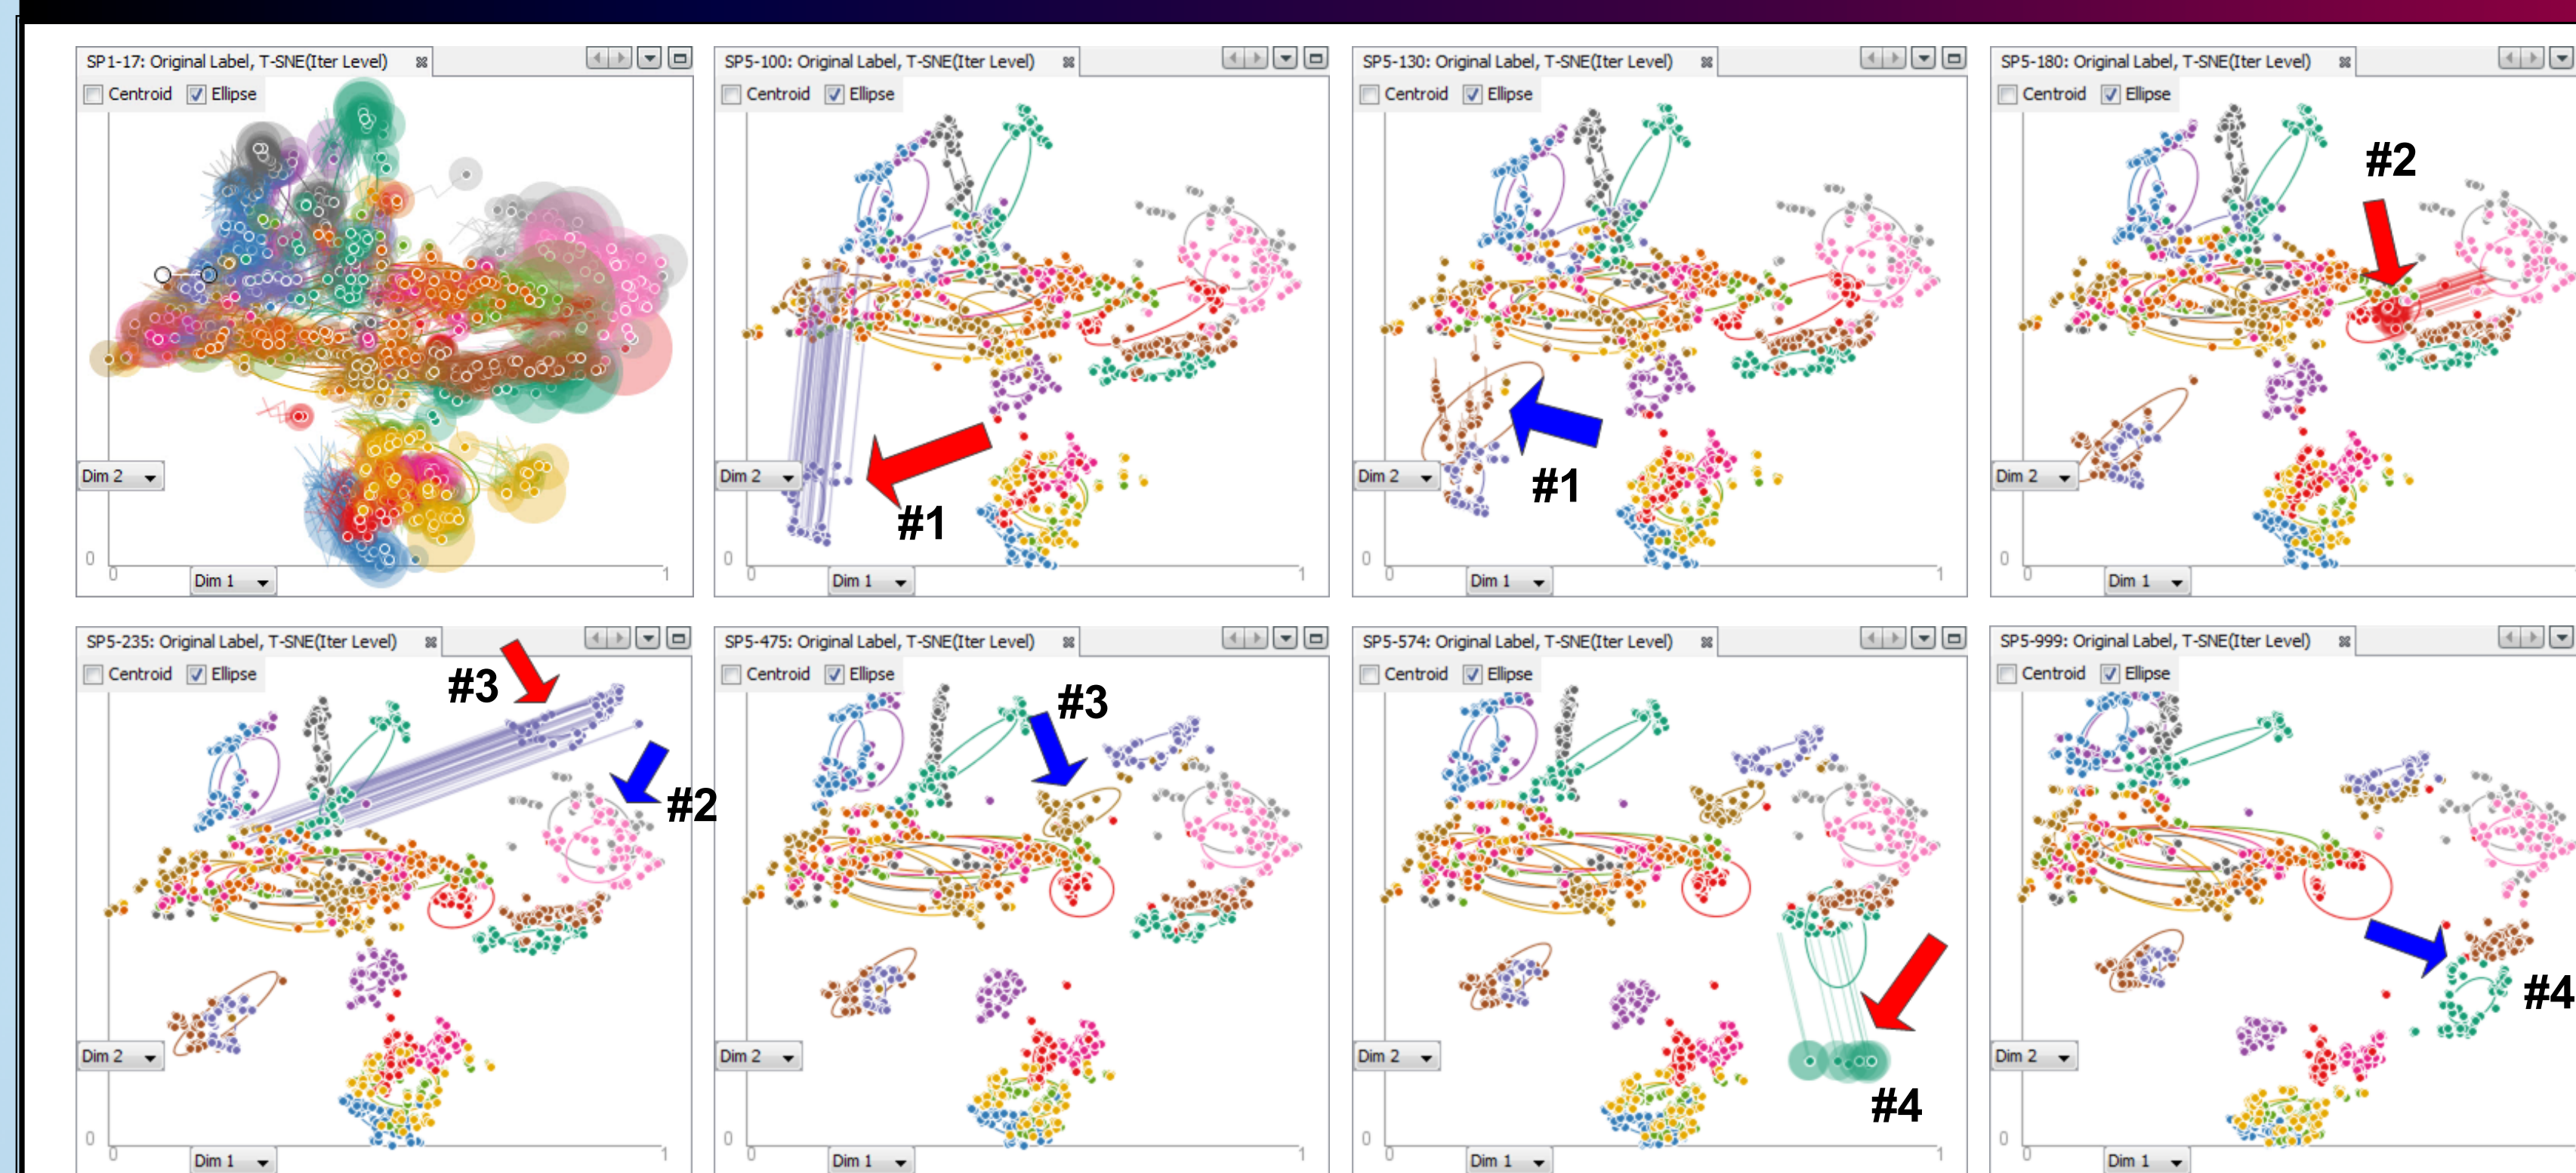 SP1-17: Original Label, T-SNE(Iter Level)
Centroid Ellipse
Dim 2
0
0 1
Dim 1
SP5-100: Original Label, T-SNE(Iter Level)
Centroid Ellipse
Dim 2
#1
0
0 1
Dim 1
SP5-130: Original Label, T-SNE(Iter Level)
Centroid Ellipse
Dim 2
#1
0
0 1
Dim 1
SP5-180: Original Label, T-SNE(Iter Level)
Centroid Ellipse
#2
Dim 2
0
0
Dim 1
SP5-235: Original Label, T-SNE(Iter Level)
Centroid Ellipse
#3
#2
Dim 2
0
0 1
Dim 1
SP5-475: Original Label, T-SNE(Iter Level)
Centroid Ellipse
#3
Dim 2
0
0 1
Dim 1
SP5-574: Original Label, T-SNE(Iter Level)
Centroid Ellipse
Dim 2
#4
0
0 1
Dim 1
SP5-999: Original Label, T-SNE(Iter Level)
Centroid Ellipse
#4
Dim 2
0
0
Dim 1